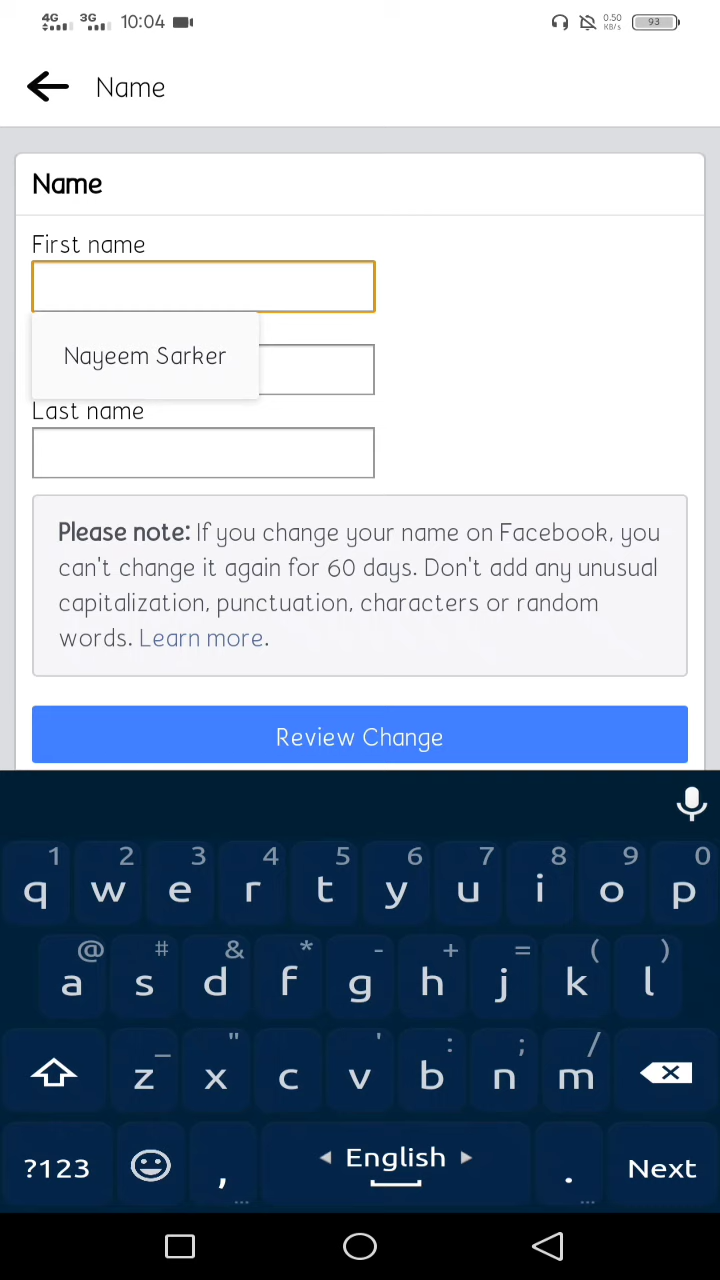 4G 3G 10:04 0.50 KB/s 93
Name
Name
First name
Nayeem Sarker
Last name
Please note: If you change your name on Facebook, you
can't change it again for 60 days. Don't add any unusual
capitalization, punctuation, characters or random
words. Learn more.
Review Change
1 2 3 4 5 6 7 8 9 0
q w e r t y u i o p
@ # & * - + = ( )
a s d f g h j k l
_ " ' : ; /
z x c v b n m
?123 , English . Next